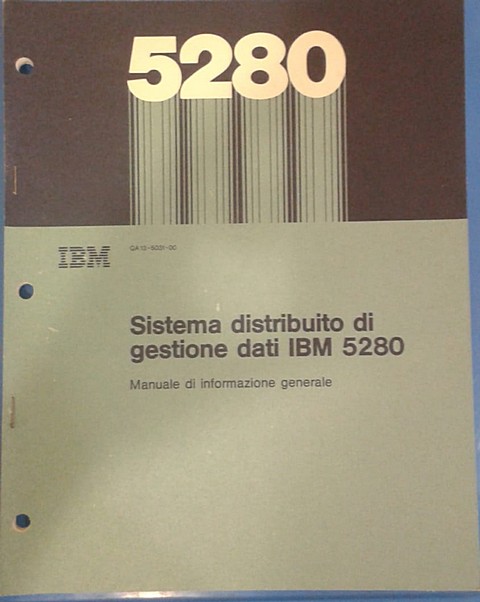 5280
IBM
Sistema distribuito di
gestione dati IBM 5280
Manuale di informazione generale